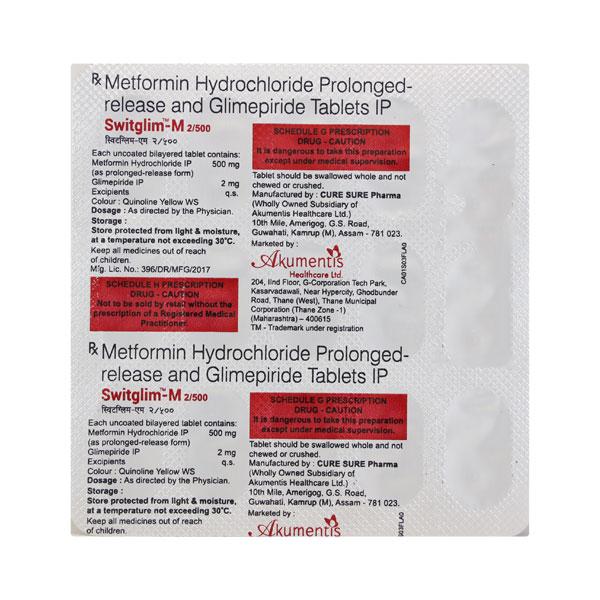 ℞ Metformin Hydrochloride Prolonged-
release and Glimepiride Tablets IP
Switglim™-M 2/500
स्विटग्लिम-एम २/५००
Each uncoated bilayered tablet contains:
Metformin Hydrochloride IP 500 mg
(as prolonged-release form)
Glimepiride IP 2 mg
Excipients q.s.
Colour : Quinoline Yellow WS
Dosage : As directed by the Physician.
Storage :
Store protected from light & moisture,
at a temperature not exceeding 30°C.
Keep all medicines out of reach
of children.
Mfg. Lic. No.: 396/DR/MFG/2017
SCHEDULE H PRESCRIPTION
DRUG - CAUTION
Not to be sold by retail without the
prescription of a Registered Medical
Practitioner.
SCHEDULE G PRESCRIPTION
DRUG - CAUTION
It is dangerous to take this preparation
except under medical supervision.
Tablet should be swallowed whole and not
chewed or crushed.
Manufactured by : CURE SURE Pharma
(Wholly Owned Subsidiary of
Akumentis Healthcare Ltd.)
10th Mile, Amerigog, G.S. Road,
Guwahati, Kamrup (M), Assam - 781 023.
Marketed by :
Akumentis
Healthcare Ltd.
204, IInd Floor, G-Corporation Tech Park,
Kasarvadawali, Near Hypercity, Ghodbunder
Road, Thane (West), Thane Municipal
Corporation (Thane Zone -1)
(Maharashtra) – 400615
TM - Trademark under registration
CA01S03FLA0
℞ Metformin Hydrochloride Prolonged-
release and Glimepiride Tablets IP
Switglim™-M 2/500
स्विटग्लिम-एम २/५००
Each uncoated bilayered tablet contains:
Metformin Hydrochloride IP 500 mg
(as prolonged-release form)
Glimepiride IP 2 mg
Excipients q.s.
Colour : Quinoline Yellow WS
Dosage : As directed by the Physician.
Storage :
Store protected from light & moisture,
at a temperature not exceeding 30°C.
Keep all medicines out of reach
of children.
SCHEDULE G PRESCRIPTION
DRUG - CAUTION
It is dangerous to take this preparation
except under medical supervision.
Tablet should be swallowed whole and not
chewed or crushed.
Manufactured by : CURE SURE Pharma
(Wholly Owned Subsidiary of
Akumentis Healthcare Ltd.)
10th Mile, Amerigog, G.S. Road,
Guwahati, Kamrup (M), Assam - 781 023.
Marketed by :
Akumentis
S03FLA0